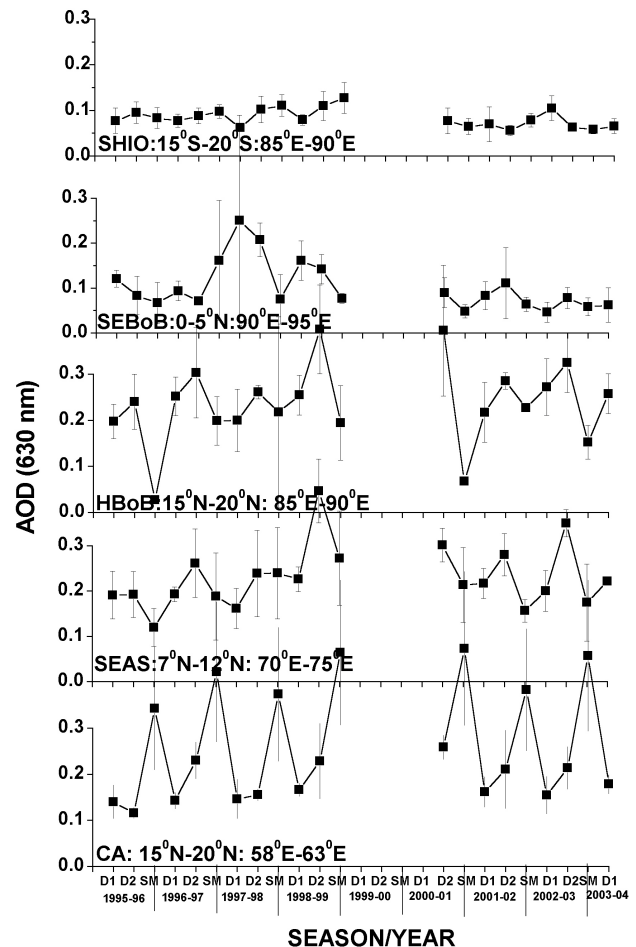 0.3
0.2
0.1
0.0
SHIO:15⁰S-20⁰S:85⁰E-90⁰E
0.3
0.2
0.1
0.0
SEBoB:0-5⁰N:90⁰E-95⁰E
0.3
0.2
0.1
0.0
HBoB:15⁰N-20⁰N: 85⁰E-90⁰E
0.3
0.2
0.1
0.0
SEAS:7⁰N-12⁰N: 70⁰E-75⁰E
0.3
0.2
0.1
0.0
CA: 15⁰N-20⁰N: 58⁰E-63⁰E
AOD (630 nm)
D1 D2 SM D1 D2 SM D1 D2 SM D1 D2 SM D1 D2 SM D1 D2 SM D1 D2 SM D1 D2 SM D1
1995-96 1996-97 1997-98 1998-99 1999-00 2000-01 2001-02 2002-03 2003-04
SEASON/YEAR